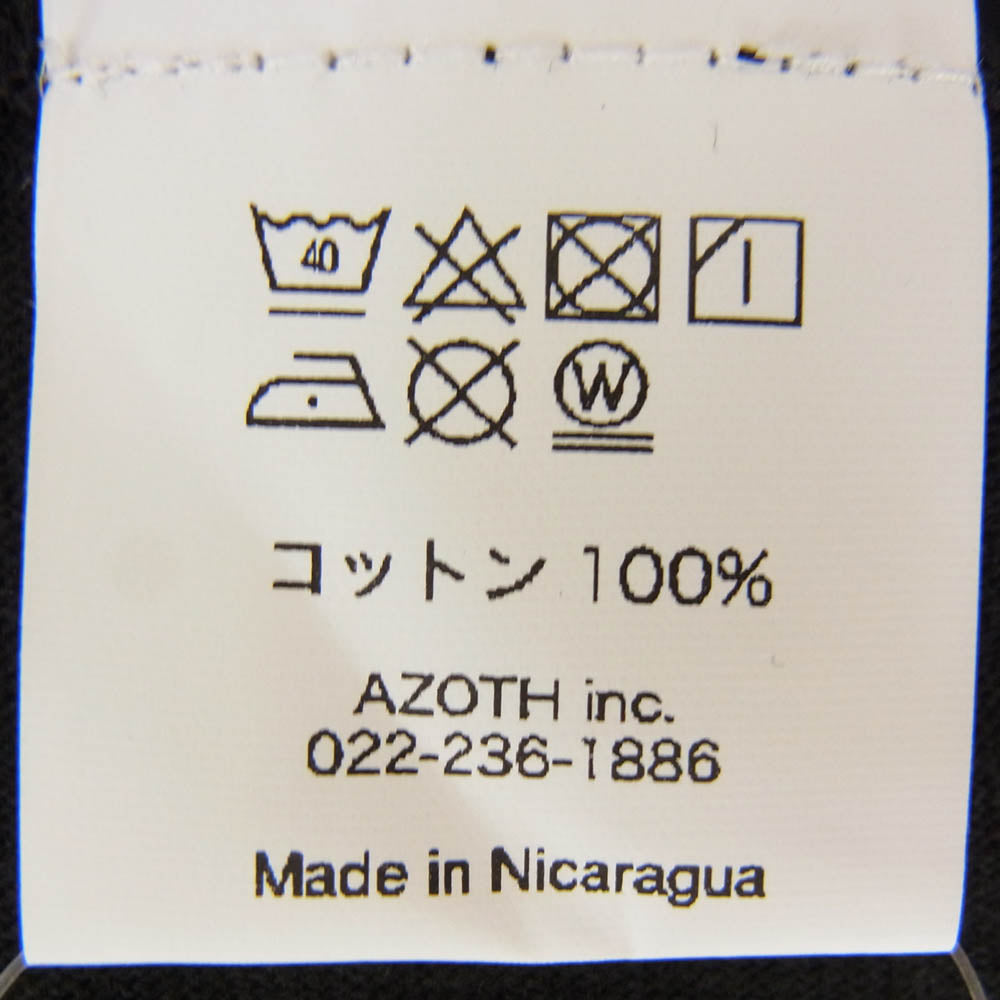 40
W
コットン 100%
AZOTH inc.
022-236-1886
Made in Nicaragua